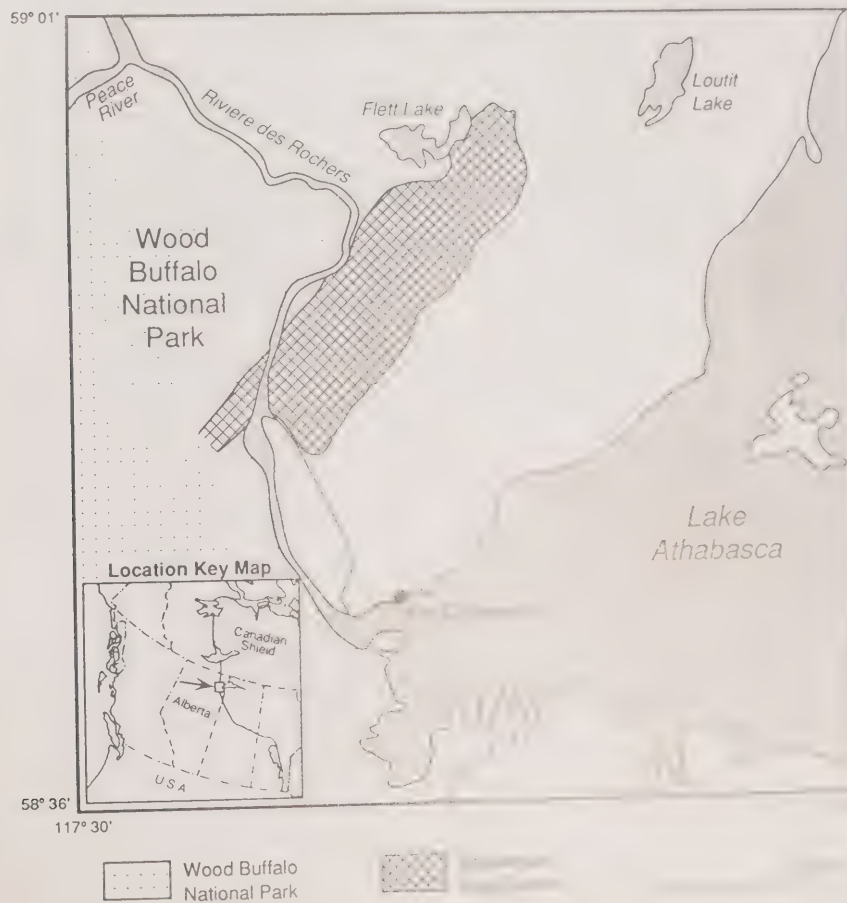 59° 01'
Peace
River
Riviere des Rochers
Flett Lake
Loutit
Lake
Wood
Buffalo
National
Park
Lake
Athabasca
Location Key Map
Canadian
Shield
Alberta
USA
58° 36'
117° 30'
Wood Buffalo
National Park